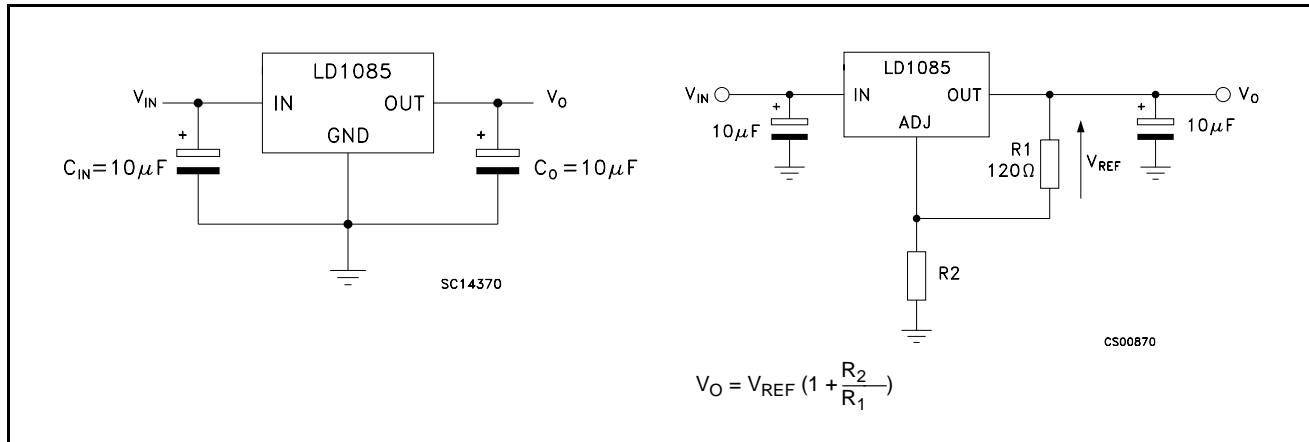 LD1085
V_IN
IN
OUT
V_O
GND
+
+
C_IN=10μF
C_O=10μF
SC14370
LD1085
V_IN
IN
OUT
V_O
ADJ
+
+
10μF
10μF
R1
120Ω
V_REF
R2
CS00870
V_O = V_REF (1 + R_2/R_1)